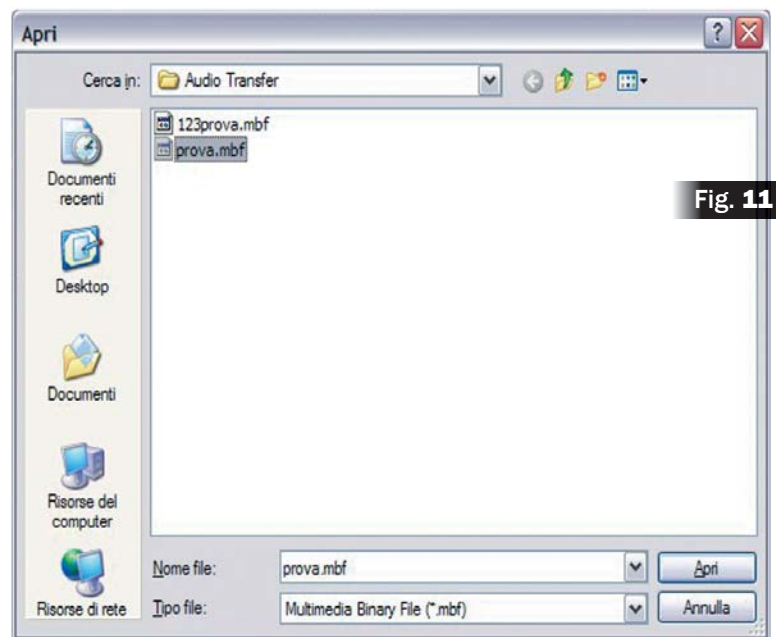 Apri
Cerca in: Audio Transfer
123prova.mbf
prova.mbf
Fig. 11
Documenti
recenti
Desktop
Documenti
Risorse del
computer
Risorse di rete
Nome file: prova.mbf Apri
Tipo file: Multimedia Binary File (*.mbf) Annulla